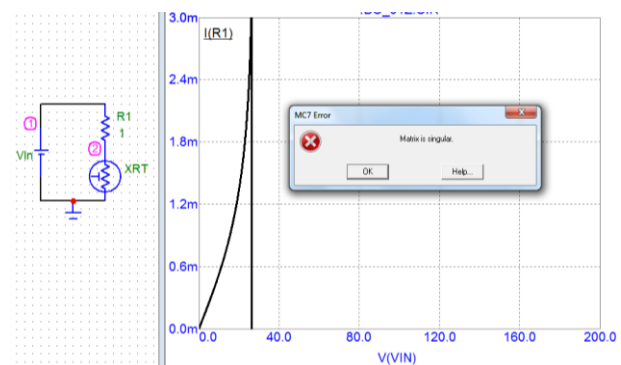 R1
1
1
2
Vin
XRT
I(R1)
3.0m
2.4m
1.8m
1.2m
0.6m
0.0m
0.0
40.0
80.0
120.0
160.0
200.0
V(VIN)
MC7 Error
Matrix is singular.
OK
Help...